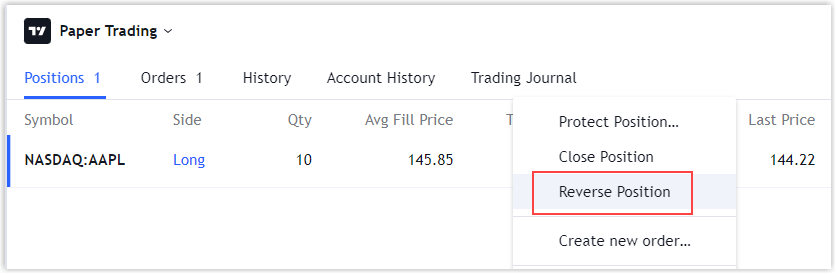 Paper Trading
Positions 1 Orders 1 History Account History Trading Journal
Symbol Side Qty Avg Fill Price T Last Price
Protect Position...
NASDAQ:AAPL Long 10 145.85 144.22
Close Position
Reverse Position
Create new order...